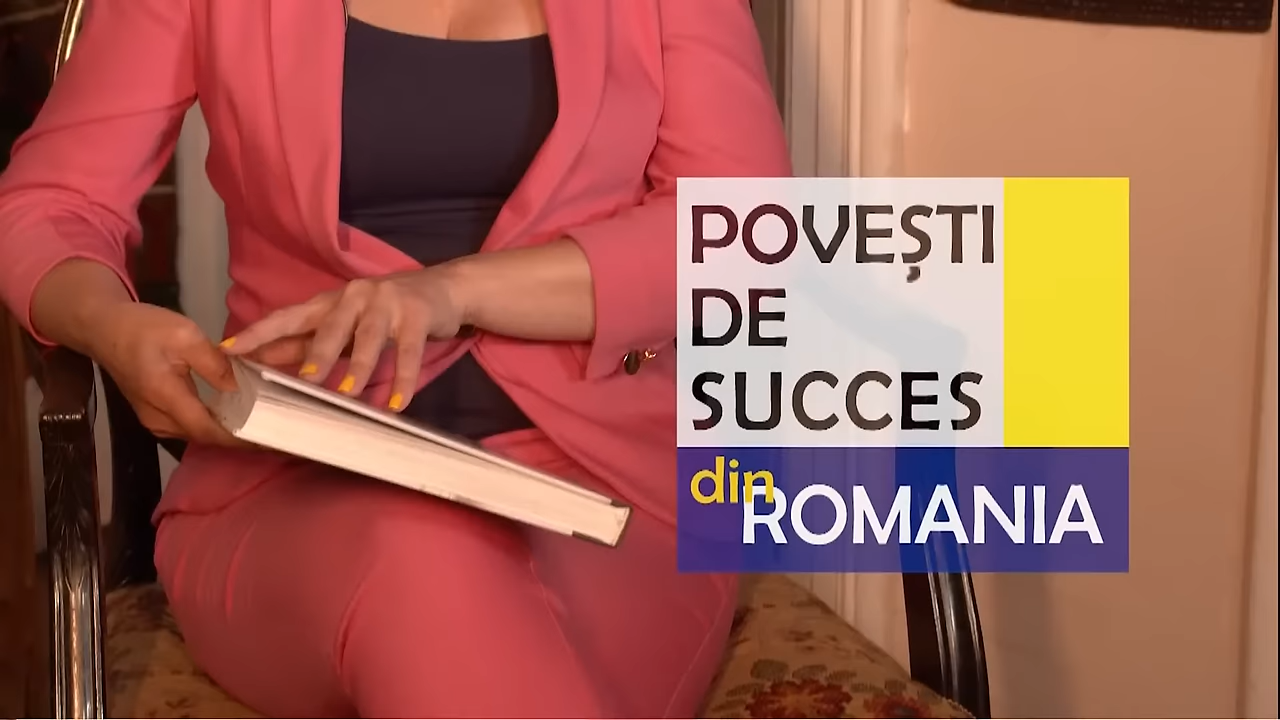 POVEȘTI
DE
SUCCES
din
ROMANIA